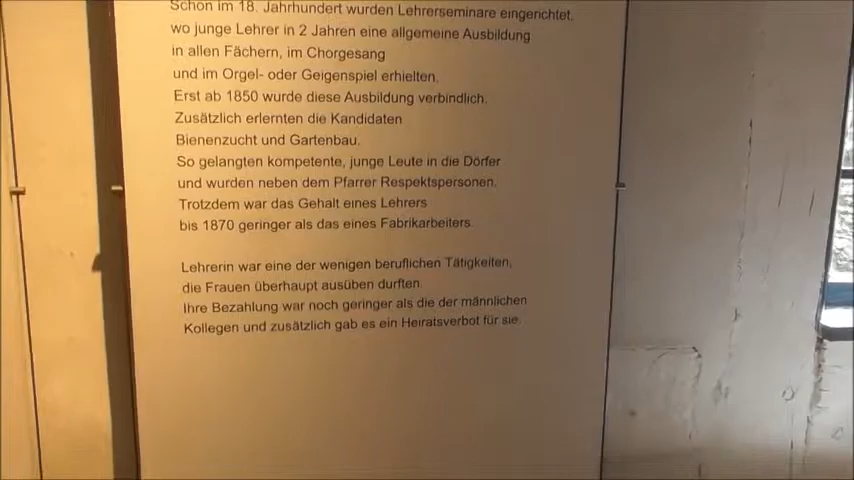 Schon im 18. Jahrhundert wurden Lehrerseminare eingerichtet,
wo junge Lehrer in 2 Jahren eine allgemeine Ausbildung
in allen Fächern, im Chorgesang
und im Orgel- oder Geigenspiel erhielten.
Erst ab 1850 wurde diese Ausbildung verbindlich.
Zusätzlich erlernten die Kandidaten
Bienenzucht und Gartenbau.
So gelangten kompetente, junge Leute in die Dörfer
und wurden neben dem Pfarrer Respektspersonen.
Trotzdem war das Gehalt eines Lehrers
bis 1870 geringer als das eines Fabrikarbeiters.
Lehrerin war eine der wenigen beruflichen Tätigkeiten,
die Frauen überhaupt ausüben durften.
Ihre Bezahlung war noch geringer als die der männlichen
Kollegen und zusätzlich gab es ein Heiratsverbot für sie.